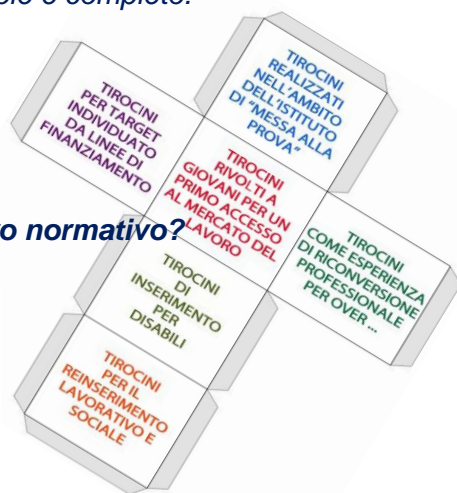 completo.
TIROCINI
REALIZZATI
NELL'AMBITO
DELL'ISTITUTO
DI "MESSA ALLA
PROVA"
TIROCINI
PER TARGET
INDIVIDUATO
DA LINEE DI
FINANZIAMENTO
TIROCINI
RIVOLTI A
GIOVANI PER UN
PRIMO ACCESSO
AL MERCATO DEL
LAVORO
normativo?
TIROCINI
COME ESPERIENZA
DI RICONVERSIONE
PROFESSIONALE
PER OVER ...
TIROCINI
DI
INSERIMENTO
PER
DISABILI
TIROCINI
PER IL
REINSERIMENTO
LAVORATIVO E
SOCIALE